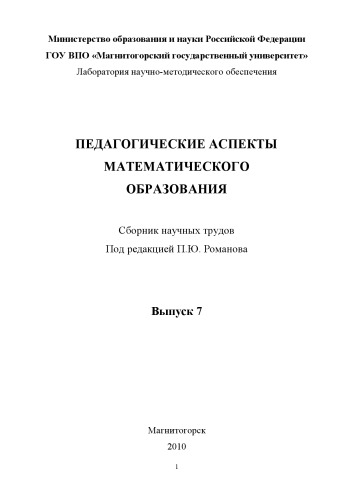 Министерство образования и науки Российской Федерации
ГОУ ВПО «Магнитогорский государственный университет»
Лаборатория научно-методического обеспечения
ПЕДАГОГИЧЕСКИЕ АСПЕКТЫ
МАТЕМАТИЧЕСКОГО
ОБРАЗОВАНИЯ
Сборник научных трудов
Под редакцией П.Ю. Романова
Выпуск 7
Магнитогорск
2010
1